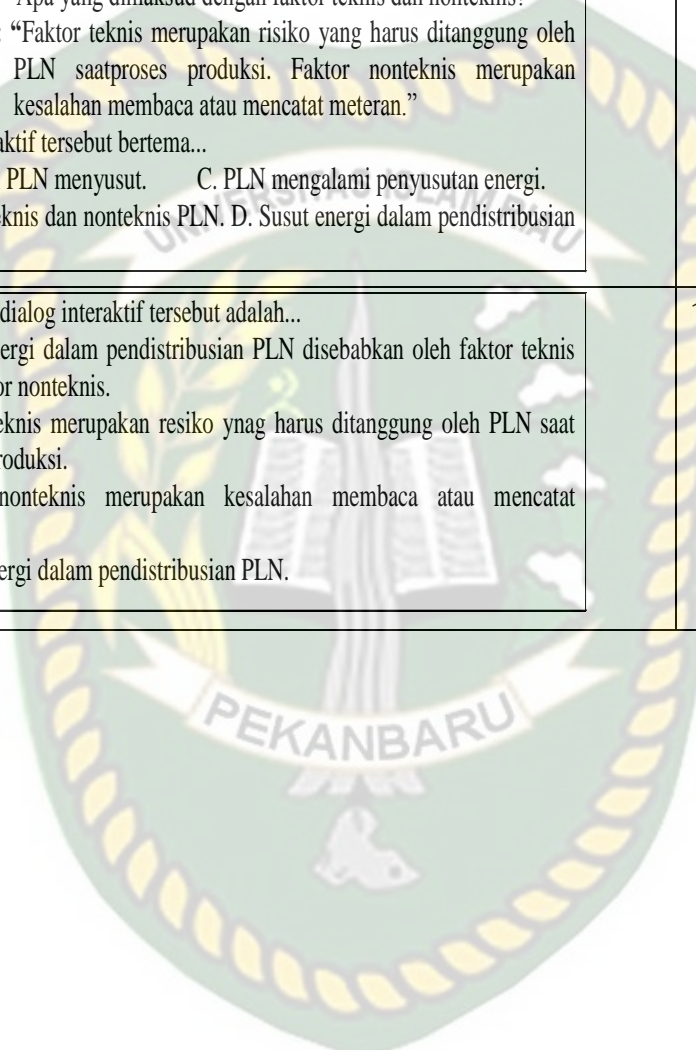 Apa yang dimaksud dengan faktor teknis dan nonteknis?
: “Faktor teknis merupakan risiko yang harus ditanggung oleh
PLN saatproses produksi. Faktor nonteknis merupakan
kesalahan membaca atau mencatat meteran.”
aktif tersebut bertema...
PLN menyusut. C. PLN mengalami penyusutan energi.
eknis dan nonteknis PLN. D. Susut energi dalam pendistribusian
dialog interaktif tersebut adalah...
ergi dalam pendistribusian PLN disebabkan oleh faktor teknis
or nonteknis.
eknis merupakan resiko ynag harus ditanggung oleh PLN saat
roduksi.
nonteknis merupakan kesalahan membaca atau mencatat
ergi dalam pendistribusian PLN.
UNIVERSITAS ISLAM RIAU
PEKANBARU